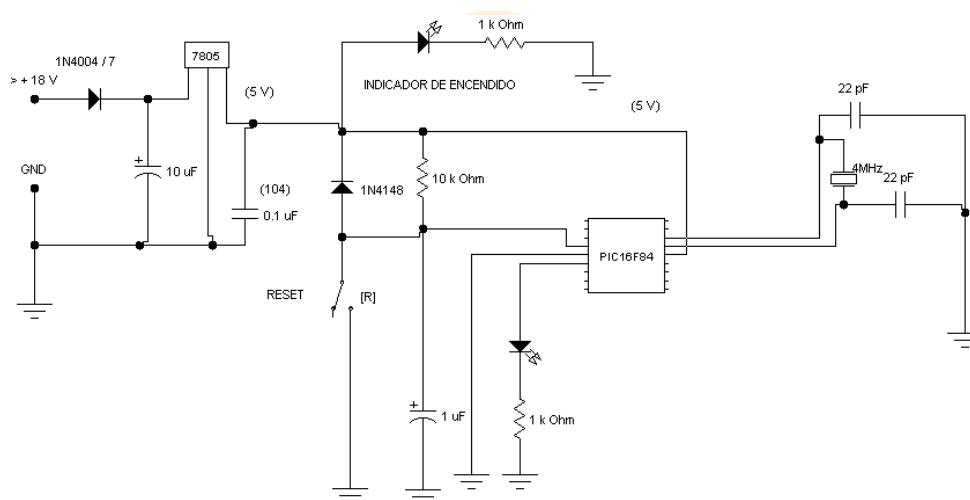 1 k Ohm
7805
1N4004 / 7
> + 18 V
(5 V)
INDICADOR DE ENCENDIDO
(5 V)
22 pF
GND
10 uF
(104)
0.1 uF
1N4148
10 k Ohm
4MHz
22 pF
PIC16F84
RESET
[R]
1 uF
1 k Ohm